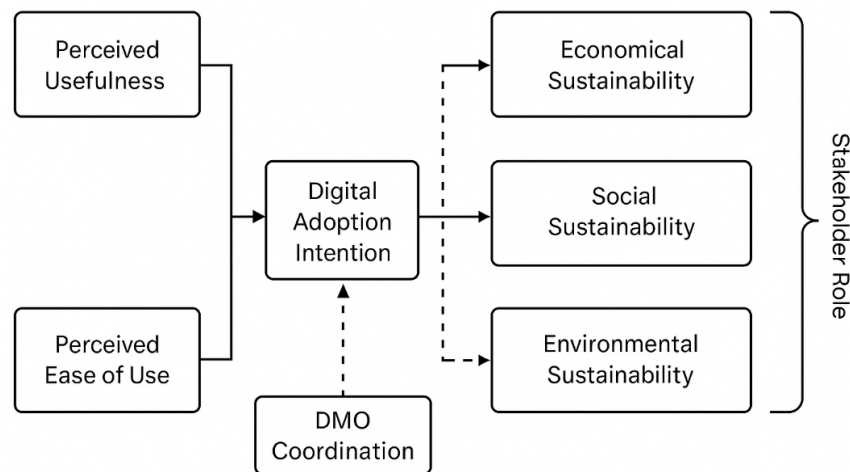 Perceived
Usefulness
Perceived
Ease of Use
Digital
Adoption
Intention
DMO
Coordination
Economical
Sustainability
Social
Sustainability
Environmental
Sustainability
Stakeholder Role